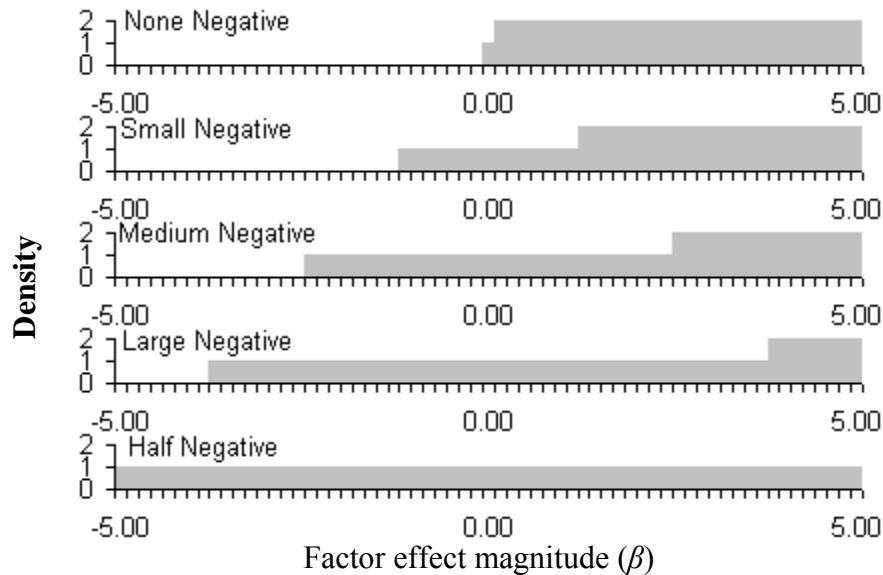 Density
2
1
0
None Negative
-5.00 0.00 5.00
2
1
0
Small Negative
-5.00 0.00 5.00
2
1
0
Medium Negative
-5.00 0.00 5.00
2
1
0
Large Negative
-5.00 0.00 5.00
2
1
0
Half Negative
-5.00 0.00 5.00
Factor effect magnitude (β)